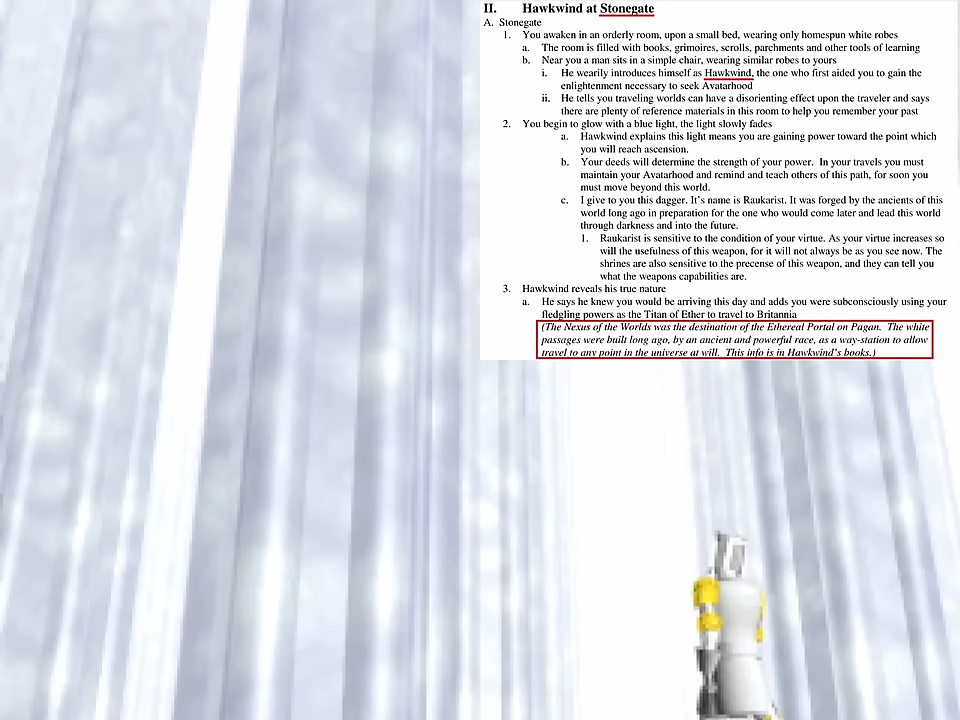 II. Hawkwind at Stonegate
A. Stonegate
1. You awaken in an orderly room, upon a small bed, wearing only homespun white robes
a. The room is filled with books, grimoires, scrolls, parchments and other tools of learning
b. Near you a man sits in a simple chair, wearing similar robes to yours
i. He wearily introduces himself as Hawkwind, the one who first aided you to gain the
enlightenment necessary to seek Avatarhood
ii. He tells you traveling worlds can have a disorienting effect upon the traveler and says
there are plenty of reference materials in this room to help you remember your past
2. You begin to glow with a blue light, the light slowly fades
a. Hawkwind explains this light means you are gaining power toward the point which
you will reach ascension.
b. Your deeds will determine the strength of your power. In your travels you must
maintain your Avatarhood and remind and teach others of this path, for soon you
must move beyond this world.
c. I give to you this dagger. It's name is Raukarist. It was forged by the ancients of this
world long ago in preparation for the one who would come later and lead this world
through darkness and into the future.
1. Raukarist is sensitive to the condition of your virtue. As your virtue increases so
will the usefulness of this weapon, for it will not always be as you see now. The
shrines are also sensitive to the precense of this weapon, and they can tell you
what the weapons capabilities are.
3. Hawkwind reveals his true nature
a. He says he knew you would be arriving this day and adds you were subconsciously using your
fledgling powers as the Titan of Ether to travel to Britannia
(The Nexus of the Worlds was the destination of the Ethereal Portal on Pagan. The white
passages were built long ago, by an ancient and powerful race, as a way-station to allow
travel to any point in the universe at will. This info is in Hawkwind's books.)